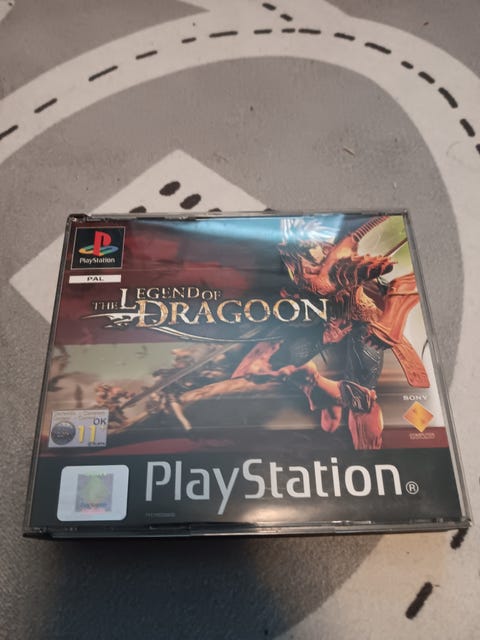 PlayStation
PAL
THE LEGEND OF
DRAGOON
SONY
OK
11
PlayStation®